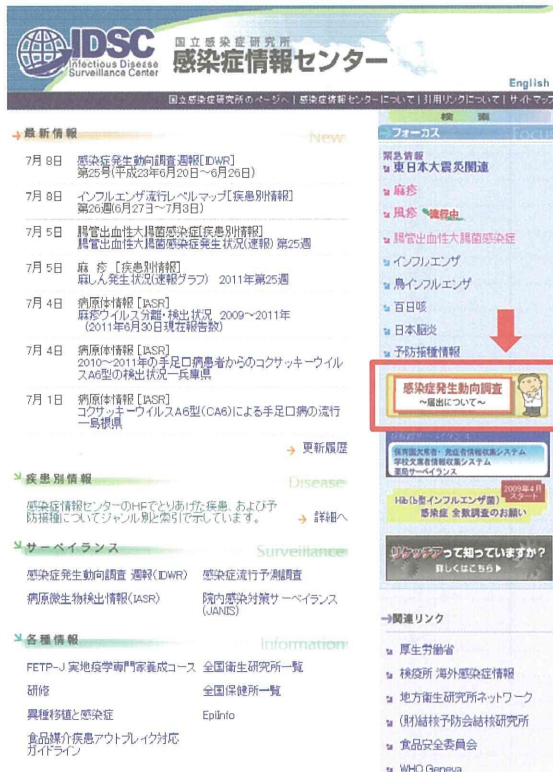 IDSC
Infectious Disease
Surveillance Center
国立感染症研究所
感染症情報センター
English
国立感染症研究所のページへ | 感染症情報センターについて | 引用リンクについて | サイトマップ
検 索
最新情報
New
7月 8日 感染症発生動向調査週報[IDWR]
第25号(平成23年6月20日～6月26日)
7月 8日 インフルエンザ流行レベルマップ[疾患別情報]
第26週(6月27日～7月3日)
7月 5日 腸管出血性大腸菌感染症[疾患別情報]
腸管出血性大腸菌感染症発生状況(速報) 第25週
7月 5日 麻 疹 [疾患別情報]
麻しん発生状況(速報グラフ) 2011年第25週
7月 4日 病原体情報 [IASR]
麻疹ウイルス分離・検出状況 2009～2011年
(2011年6月30日現在報告数)
7月 4日 病原体情報 [IASR]
2010～2011年の手足口病患者からのコクサッキーウイル
スA6型の検出状況―兵庫県
7月 1日 病原体情報 [IASR]
コクサッキーウイルスA6型(CA6)による手足口病の流行
―島根県
更新履歴
疾患別情報
Disease
感染症情報センターのHPでとりあげた疾患、および予
防接種についてジャンル別と索引で示しています。
詳細へ
サーベイランス
Surveillance
感染症発生動向調査 週報(IDWR) 感染症流行予測調査
病原微生物検出情報(IASR) 院内感染対策サーベイランス
(JANIS)
各種情報
Information
FETP-J 実地疫学専門家養成コース 全国衛生研究所一覧
研修 全国保健所一覧
異種移植と感染症 EpiInfo
食品媒介疾患アウトブレイク対応
ガイドライン
フォーカス
Focus
緊急情報
東日本大震災関連
麻疹
風疹 流行中
腸管出血性大腸菌感染症
インフルエンザ
鳥インフルエンザ
百日咳
日本脳炎
予防接種情報
感染症発生動向調査
～届出について～
保育園欠席者・発症者情報収集システム
学校欠席者情報収集システム
薬局サーベイランス
2009年4月
スタート
Hib(b型インフルエンザ菌)
感染症 全数調査のお願い
リケッチアって知っていますか?
詳しくはこちら
関連リンク
厚生労働省
検疫所 海外感染症情報
地方衛生研究所ネットワーク
(財)結核予防会結核研究所
食品安全委員会
WHO Geneva